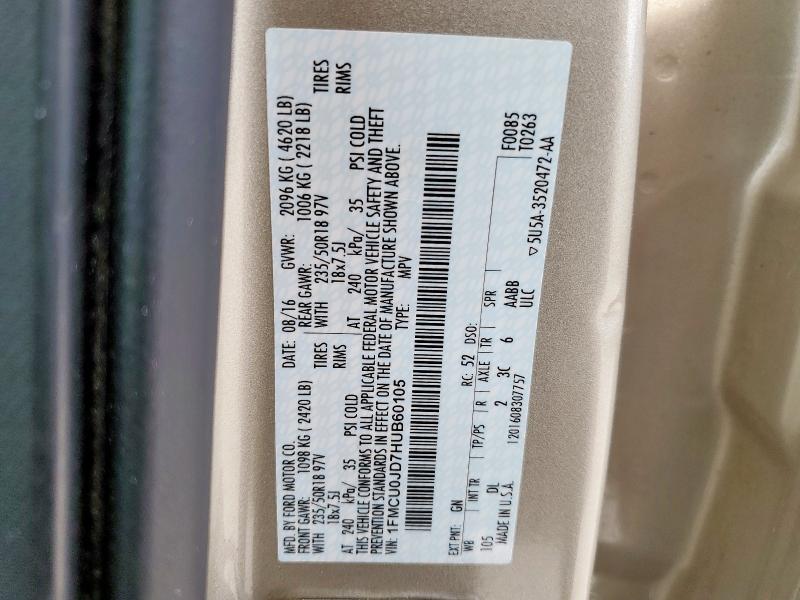 MFD. BY FORD MOTOR CO.
DATE: 08/16 GVWR: 2096 KG ( 4620 LB)
FRONT GAWR: 1098 KG ( 2420 LB) REAR GAWR: 1006 KG ( 2218 LB)
WITH 235/50R18 97V TIRES WITH 235/50R18 97V TIRES
18x7.5J RIMS 18x7.5J RIMS
AT 240 kPa/ 35 PSI COLD AT 240 kPa/ 35 PSI COLD
THIS VEHICLE CONFORMS TO ALL APPLICABLE FEDERAL MOTOR VEHICLE SAFETY AND THEFT
PREVENTION STANDARDS IN EFFECT ON THE DATE OF MANUFACTURE SHOWN ABOVE.
VIN: 1FMCU0JD7HUB60105 TYPE: MPV
EXT PNT: GN RC: 52 DSO: F0085
WB INT TR TP/PS R AXLE TR SPR T0263
105 DL 2 3C 6 AABB
MADE IN U.S.A. ULC
1201608307757
▽5U5A-3520472-AA